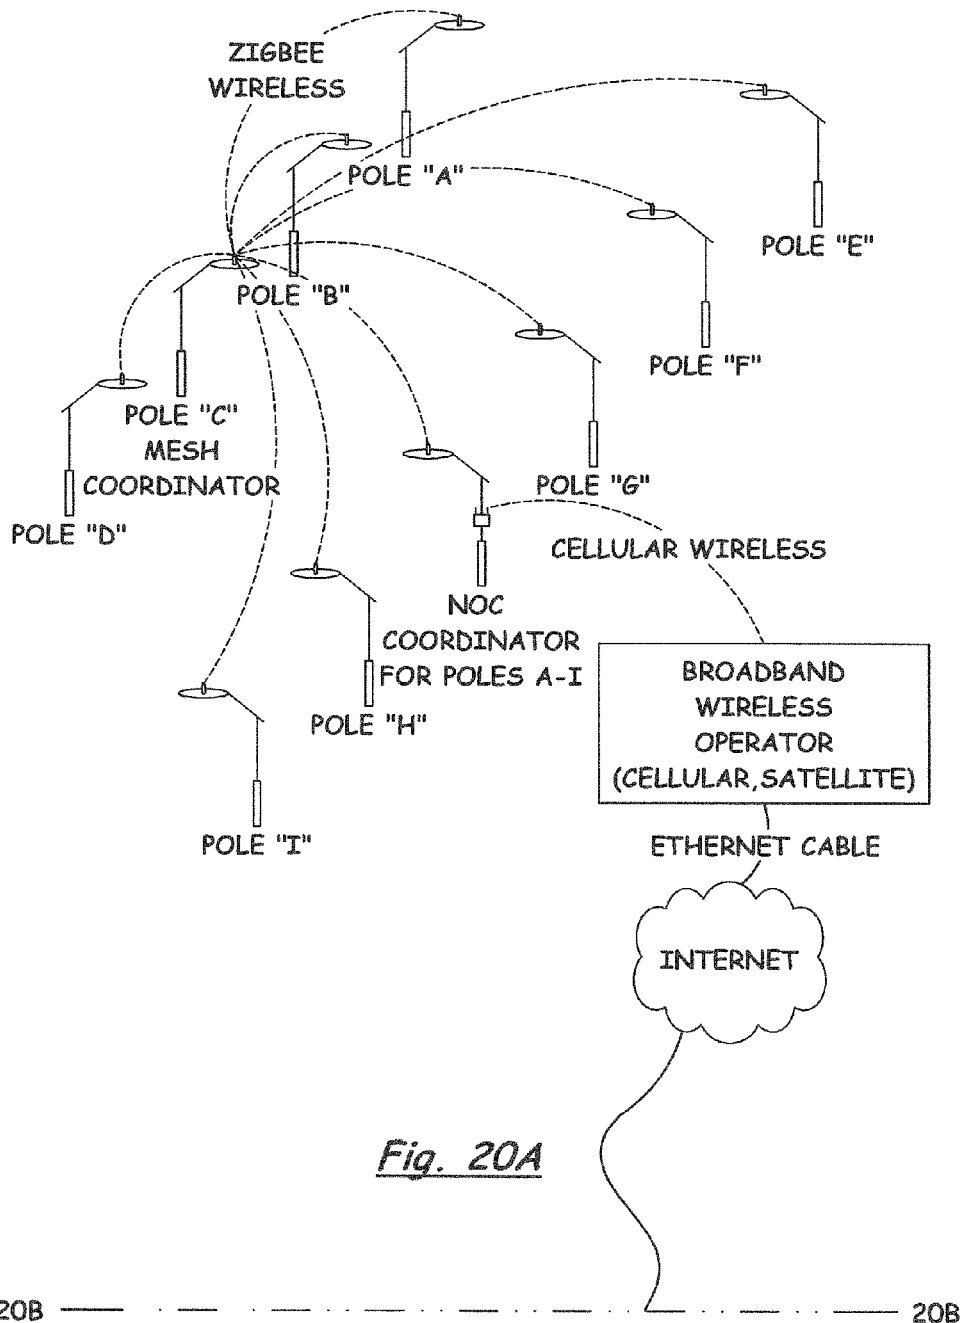 ZIGBEE
WIRELESS
POLE "A"
POLE "E"
POLE "B"
POLE "F"
POLE "C"
MESH
COORDINATOR
POLE "G"
POLE "D"
CELLULAR WIRELESS
NOC
COORDINATOR
FOR POLES A-I
POLE "H"
BROADBAND
WIRELESS
OPERATOR
(CELLULAR,SATELLITE)
POLE "I"
ETHERNET CABLE
INTERNET
Fig. 20A
20B 20B